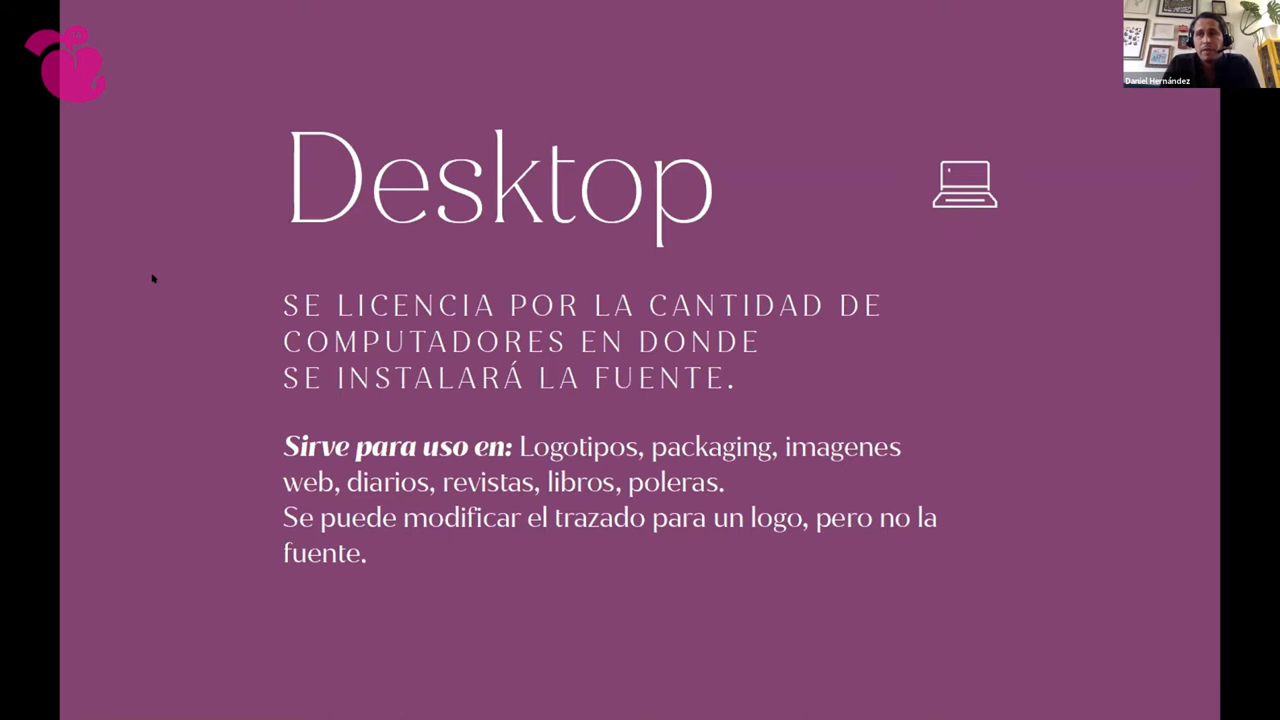 Daniel Hernández
Desktop
SE LICENCIA POR LA CANTIDAD DE
COMPUTADORES EN DONDE
SE INSTALARÁ LA FUENTE.
Sirve para uso en: Logotipos, packaging, imagenes
web, diarios, revistas, libros, poleras.
Se puede modificar el trazado para un logo, pero no la
fuente.